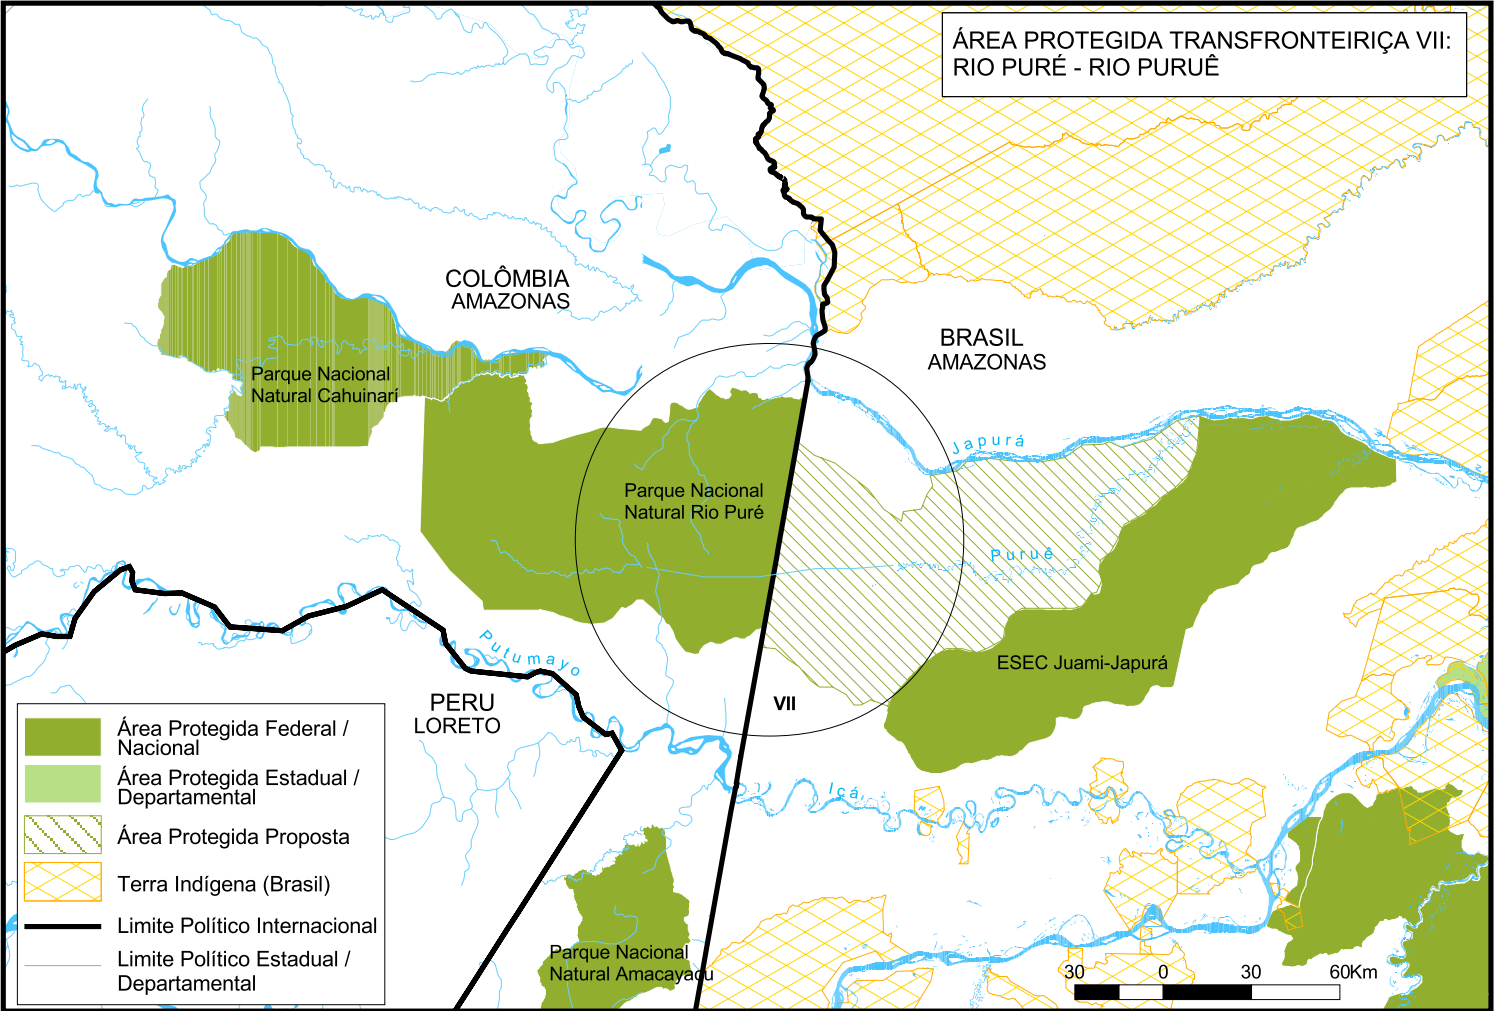 ÁREA PROTEGIDA TRANSFRONTEIRIÇA VII:
RIO PURÉ - RIO PURUÊ
COLÔMBIA
AMAZONAS
BRASIL
AMAZONAS
Parque Nacional
Natural Cahuinarí
Japurá
Parque Nacional
Natural Rio Puré
Puruê
Putumayo
ESEC Juami-Japurá
PERU
LORETO
VII
Içá
Parque Nacional
Natural Amacayacu
Área Protegida Federal /
Nacional
Área Protegida Estadual /
Departamental
Área Protegida Proposta
Terra Indígena (Brasil)
Limite Político Internacional
Limite Político Estadual /
Departamental
30 0 30 60Km